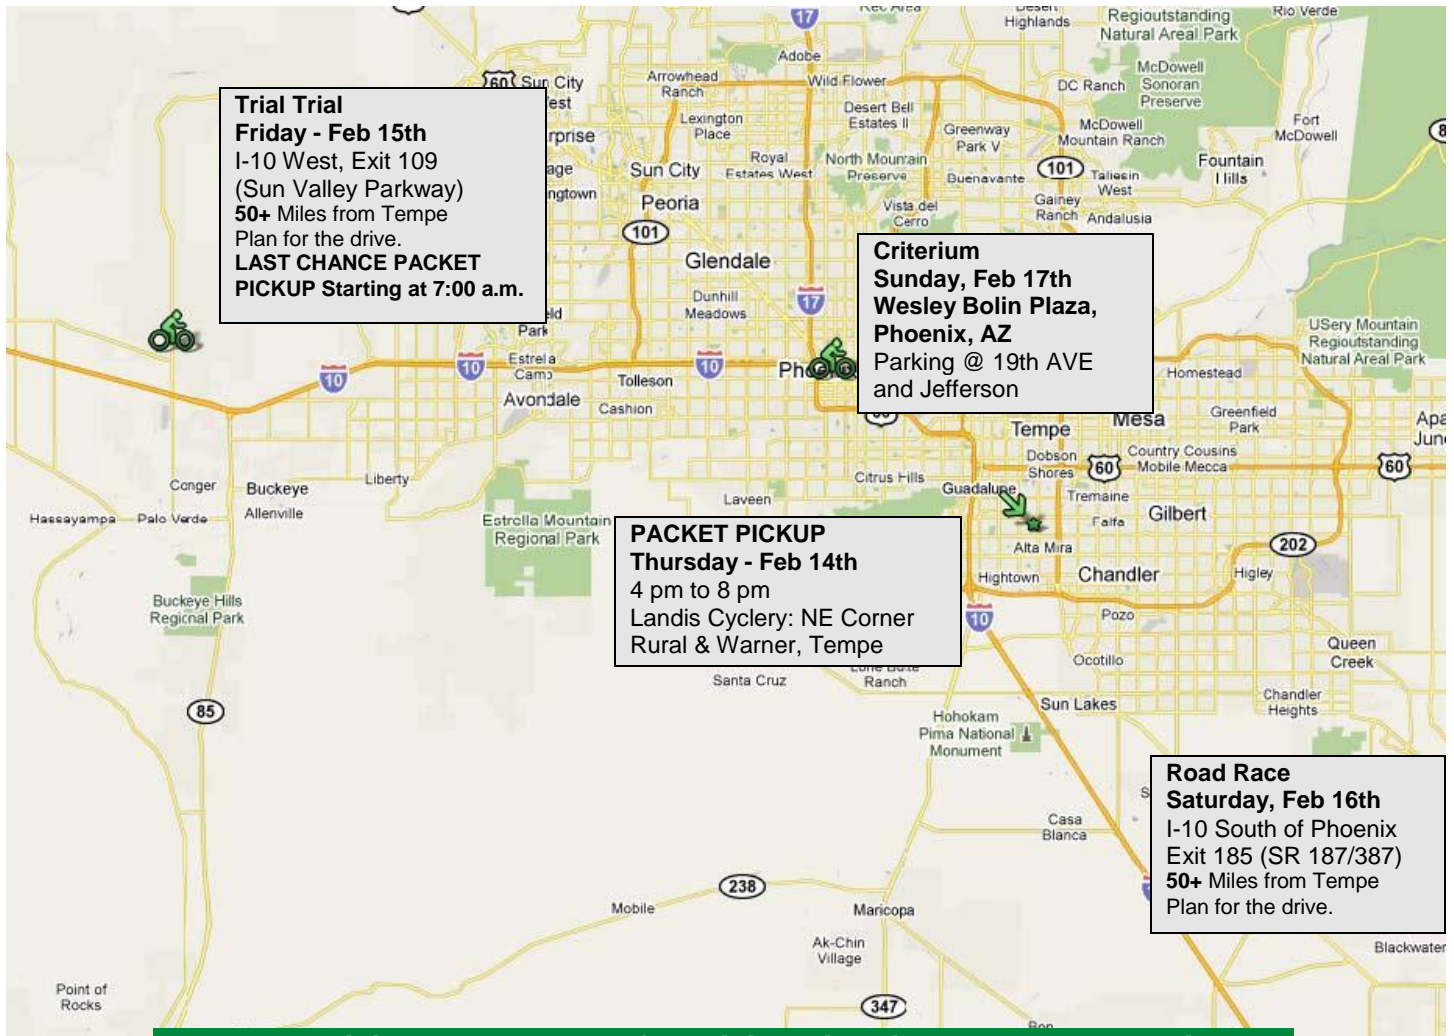 Trial Trial
Friday - Feb 15th
I-10 West, Exit 109
(Sun Valley Parkway)
50+ Miles from Tempe
Plan for the drive.
LAST CHANCE PACKET
PICKUP Starting at 7:00 a.m.
Criterium
Sunday, Feb 17th
Wesley Bolin Plaza,
Phoenix, AZ
Parking @ 19th AVE
and Jefferson
PACKET PICKUP
Thursday - Feb 14th
4 pm to 8 pm
Landis Cyclery: NE Corner
Rural & Warner, Tempe
Road Race
Saturday, Feb 16th
I-10 South of Phoenix
Exit 185 (SR 187/387)
50+ Miles from Tempe
Plan for the drive.
17
Desert
Highlands
Regioutstanding
Natural Areal Park
Rio Verde
Adobe
60
Sun City
Arrowhead
Ranch
Wild Flower
DC Ranch
McDowell
Sonoran
Preserve
Lexington
Place
Desert Bell
Estates II
Greenway
Park V
McDowell
Mountain Ranch
Fort
McDowell
Sun City
Royal
Estates West
North Mountain
Preserve
Buenavante
101
Taliesin
West
Fountain
Hills
Peoria
Vista del
Cerro
Gainey
Ranch
Andalusia
101
Glendale
Dunhill
Meadows
17
Park
USery Mountain
Regioutstanding
Natural Areal Park
10
10
Estrella
Camp
Tolleson
10
Homestead
Avondale
Cashion
Tempe
Mesa
Greenfield
Park
Dobson
Shores
60
Country Cousins
Mobile Mecca
60
Conger
Buckeye
Liberty
Laveen
Citrus Hills
Guadalupe
Tremaine
Hassayampa
Palo Verde
Allenville
Estrella Mountain
Regional Park
Falfa
Gilbert
Alta Mira
202
Hightown
Chandler
Higley
Buckeye Hills
Regional Park
10
Pozo
Queen
Creek
Ocotillo
Santa Cruz
Lone Butte
Ranch
Sun Lakes
Chandler
Heights
85
Hohokam
Pima National
Monument
Casa
Blanca
238
Mobile
Maricopa
Ak-Chin
Village
Blackwater
Point of
Rocks
347